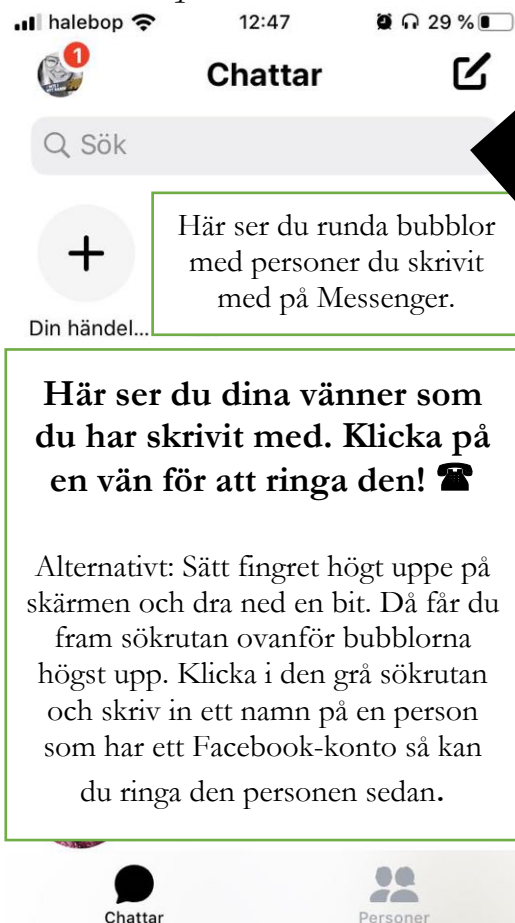 halebop 12:47 29 %
1
Chattar
Sök
Här ser du runda bubblor
med personer du skrivit
med på Messenger.
Din händel...
Här ser du dina vänner som
du har skrivit med. Klicka på
en vän för att ringa den! ☎
Alternativt: Sätt fingret högt uppe på
skärmen och dra ned en bit. Då får du
fram sökrutan ovanför bubblorna
högst upp. Klicka i den grå sökrutan
och skriv in ett namn på en person
som har ett Facebook-konto så kan
du ringa den personen sedan.
Chattar
Personer